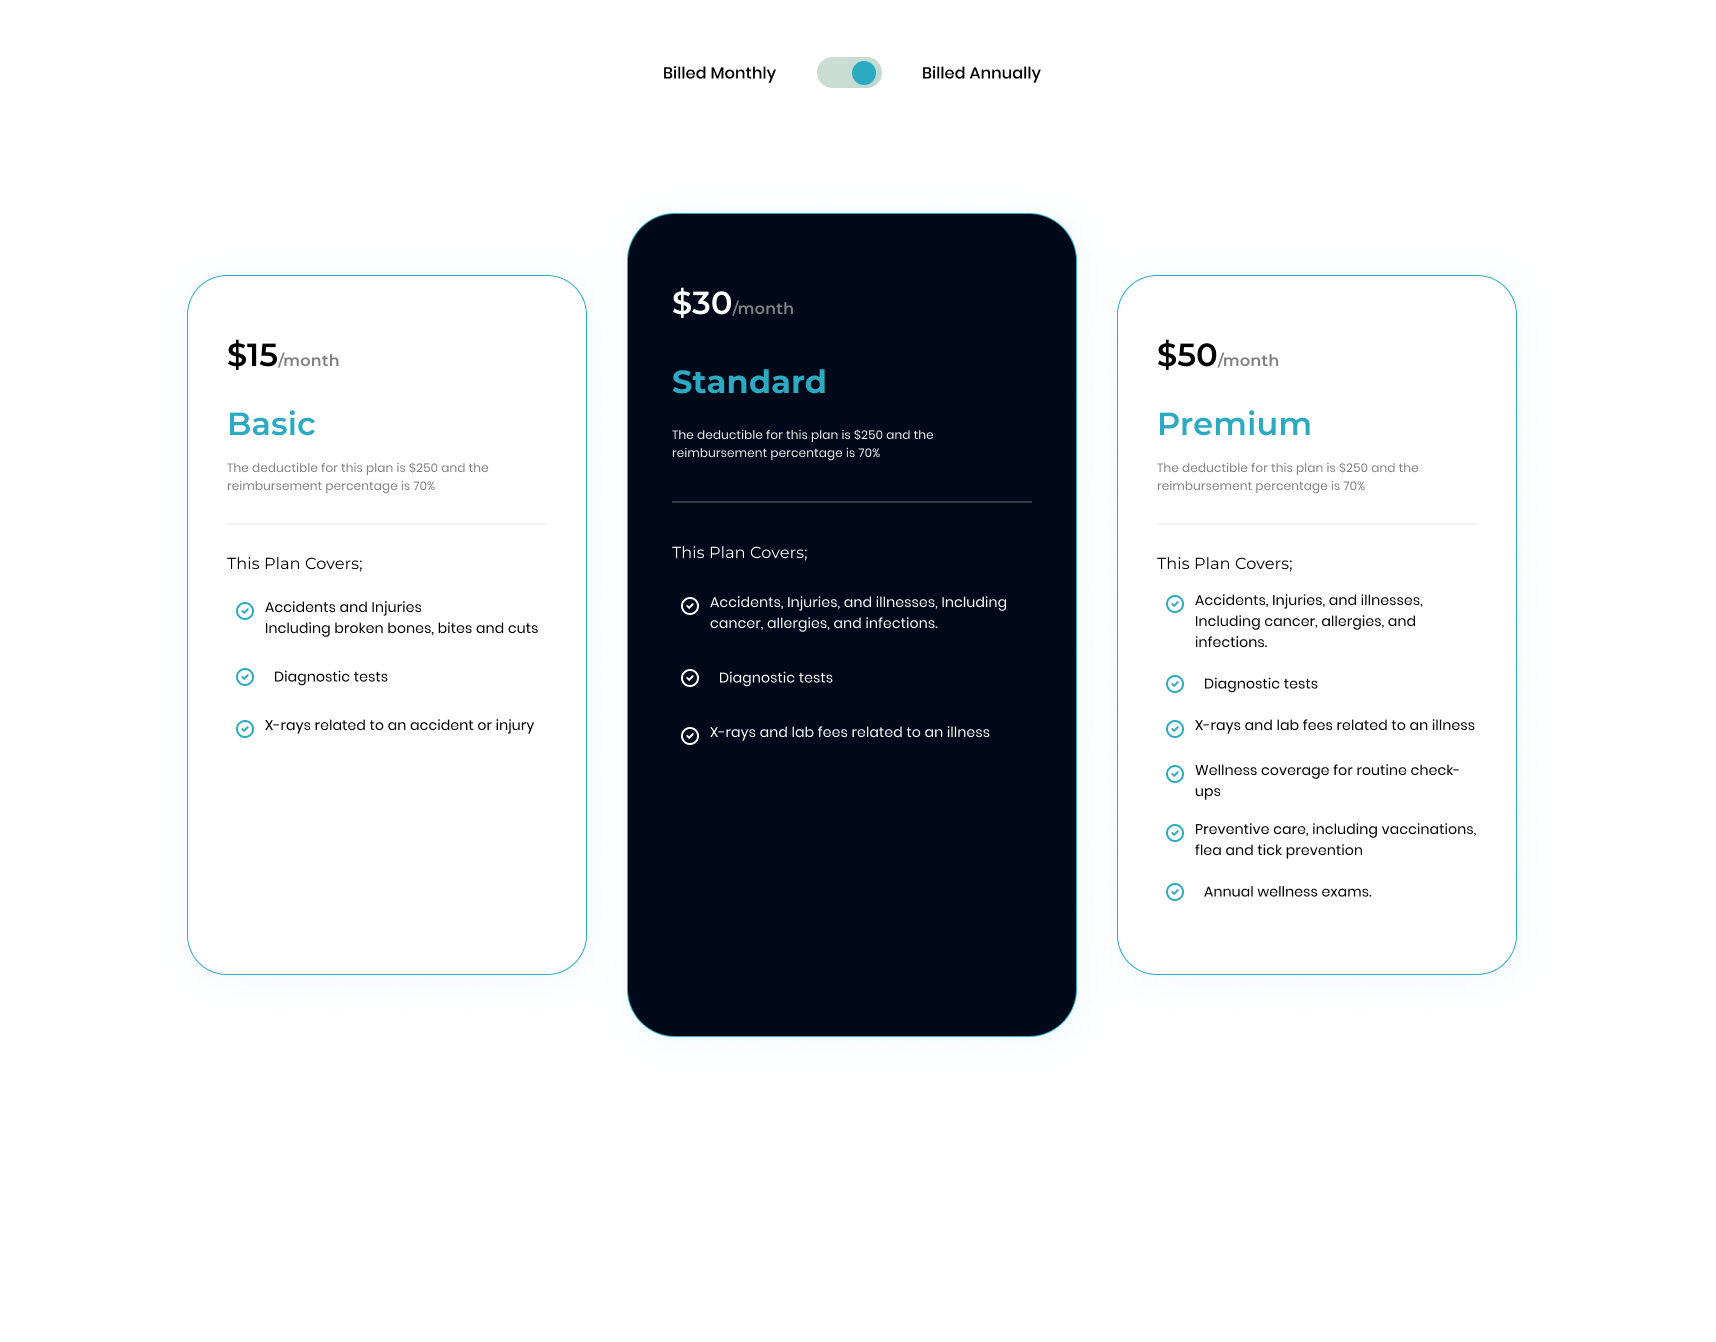 Billed Monthly
Billed Annually
$15/month
Basic
The deductible for this plan is $250 and the
reimbursement percentage is 70%
This Plan Covers;
Accidents and Injuries
Including broken bones, bites and cuts
Diagnostic tests
X-rays related to an accident or injury
$30/month
Standard
The deductible for this plan is $250 and the
reimbursement percentage is 70%
This Plan Covers;
Accidents, Injuries, and illnesses, Including
cancer, allergies, and infections.
Diagnostic tests
X-rays and lab fees related to an illness
$50/month
Premium
The deductible for this plan is $250 and the
reimbursement percentage is 70%
This Plan Covers;
Accidents, Injuries, and illnesses,
Including cancer, allergies, and
infections.
Diagnostic tests
X-rays and lab fees related to an illness
Wellness coverage for routine check-
ups
Preventive care, including vaccinations,
flea and tick prevention
Annual wellness exams.